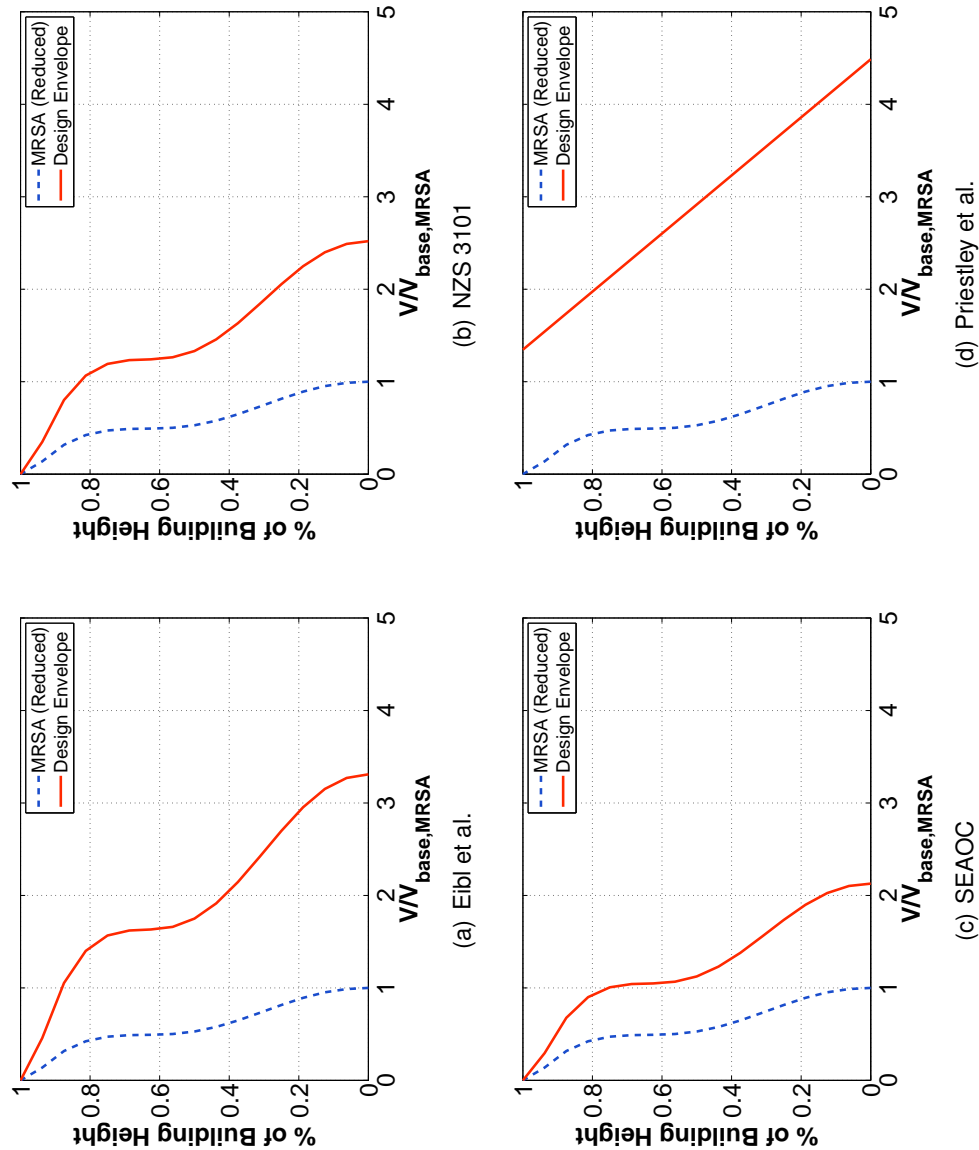 MRSA (Reduced)
Design Envelope
1
0.8
0.6
0.4
0.2
0
0
1
2
3
4
5
% of Building Height
V/V_base,MRSA
(a) Eibl et al.
MRSA (Reduced)
Design Envelope
1
0.8
0.6
0.4
0.2
0
0
1
2
3
4
5
% of Building Height
V/V_base,MRSA
(b) NZS 3101
MRSA (Reduced)
Design Envelope
1
0.8
0.6
0.4
0.2
0
0
1
2
3
4
5
% of Building Height
V/V_base,MRSA
(c) SEAOC
MRSA (Reduced)
Design Envelope
1
0.8
0.6
0.4
0.2
0
0
1
2
3
4
5
% of Building Height
V/V_base,MRSA
(d) Priestley et al.